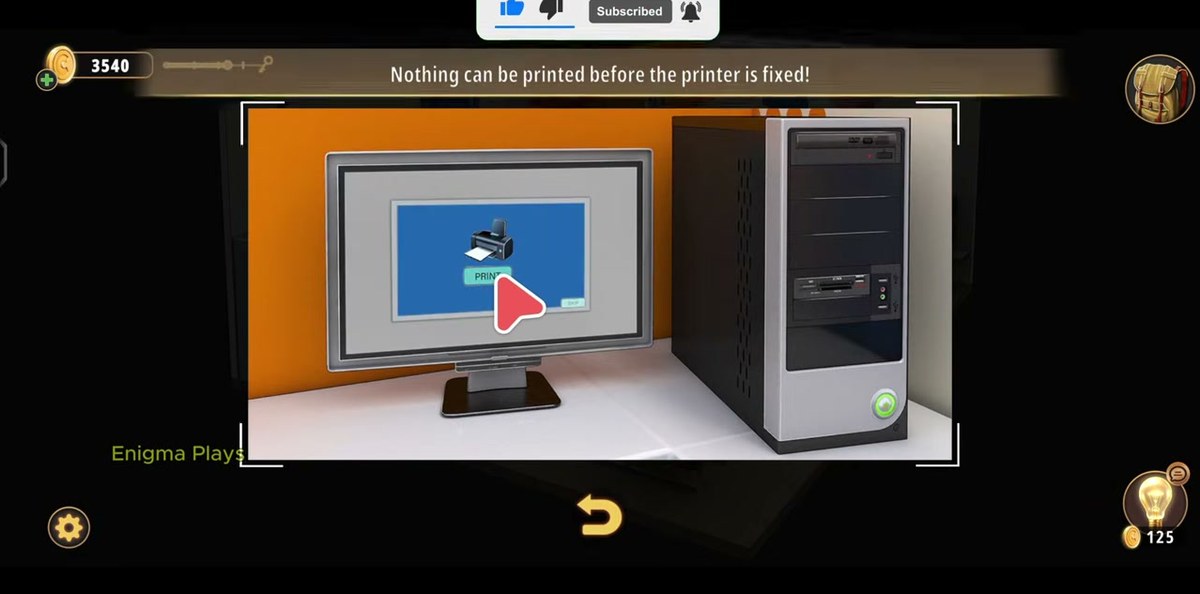 Subscribed
3540
Nothing can be printed before the printer is fixed!
PRINT
Enigma Plays
125